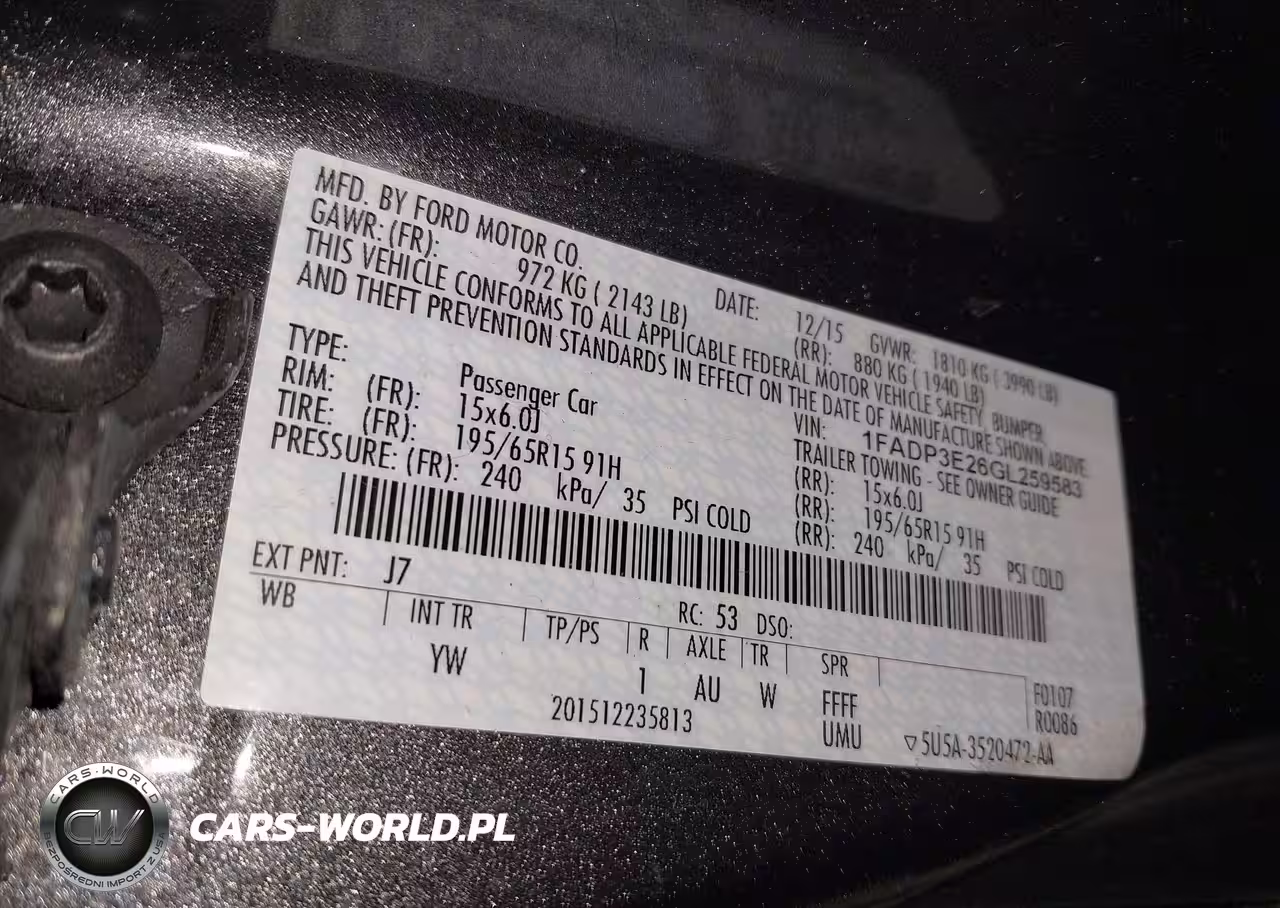 MFD. BY FORD MOTOR CO. DATE: 12/15 GVWR: 1810 KG ( 3990 LB)
GAWR: (FR): 972 KG ( 2143 LB) (RR): 880 KG ( 1940 LB)
THIS VEHICLE CONFORMS TO ALL APPLICABLE FEDERAL MOTOR VEHICLE SAFETY, BUMPER,
AND THEFT PREVENTION STANDARDS IN EFFECT ON THE DATE OF MANUFACTURE SHOWN ABOVE.
VIN: 1FADP3E26GL259583
TYPE: Passenger Car TRAILER TOWING - SEE OWNER GUIDE
RIM: (FR): 15x6.0J (RR): 15x6.0J
TIRE: (FR): 195/65R15 91H (RR): 195/65R15 91H
PRESSURE: (FR): 240 kPa/ 35 PSI COLD (RR): 240 kPa/ 35 PSI COLD
EXT PNT: J7 RC: 53 DSO:
WB INT TR TP/PS R AXLE TR SPR
YW 1 AU W FFFF F0107
201512235813 UMU R0086
▽5U5A-3520472-AA
CARS-WORLD
CW
BEZPOŚREDNI IMPORT Z USA
CARS-WORLD.PL